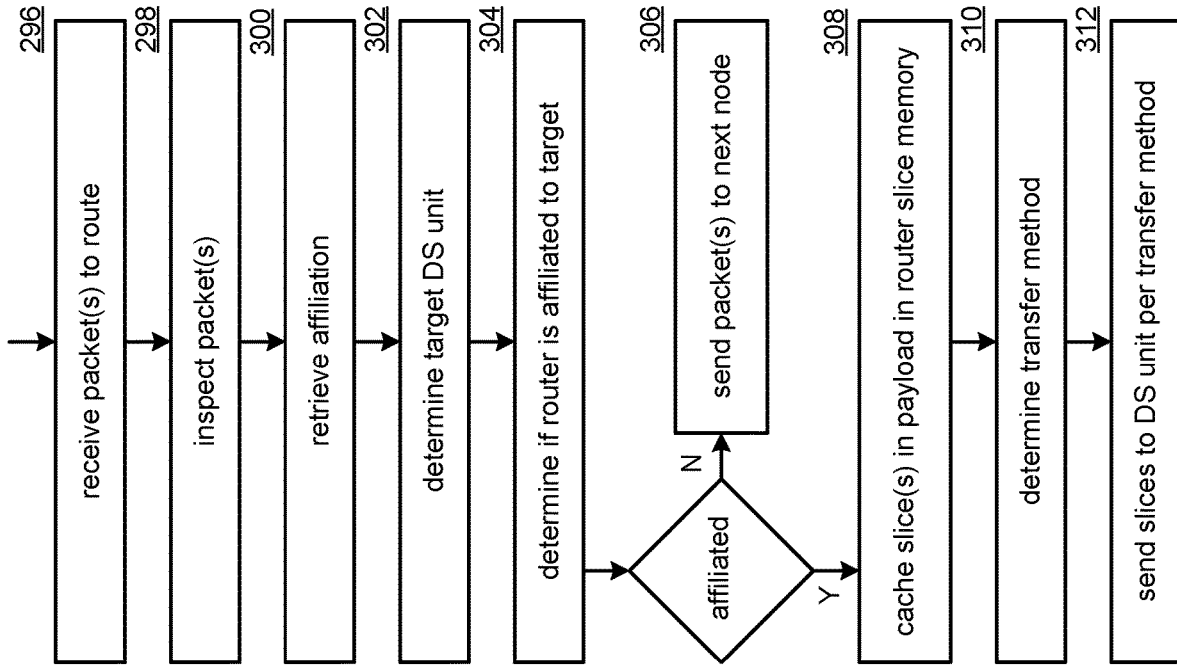 296
receive packet(s) to route
298
inspect packet(s)
300
retrieve affiliation
302
determine target DS unit
304
determine if router is affiliated to target
affiliated
N
306
send packet(s) to next node
Y
308
cache slice(s) in payload in router slice memory
310
determine transfer method
312
send slices to DS unit per transfer method